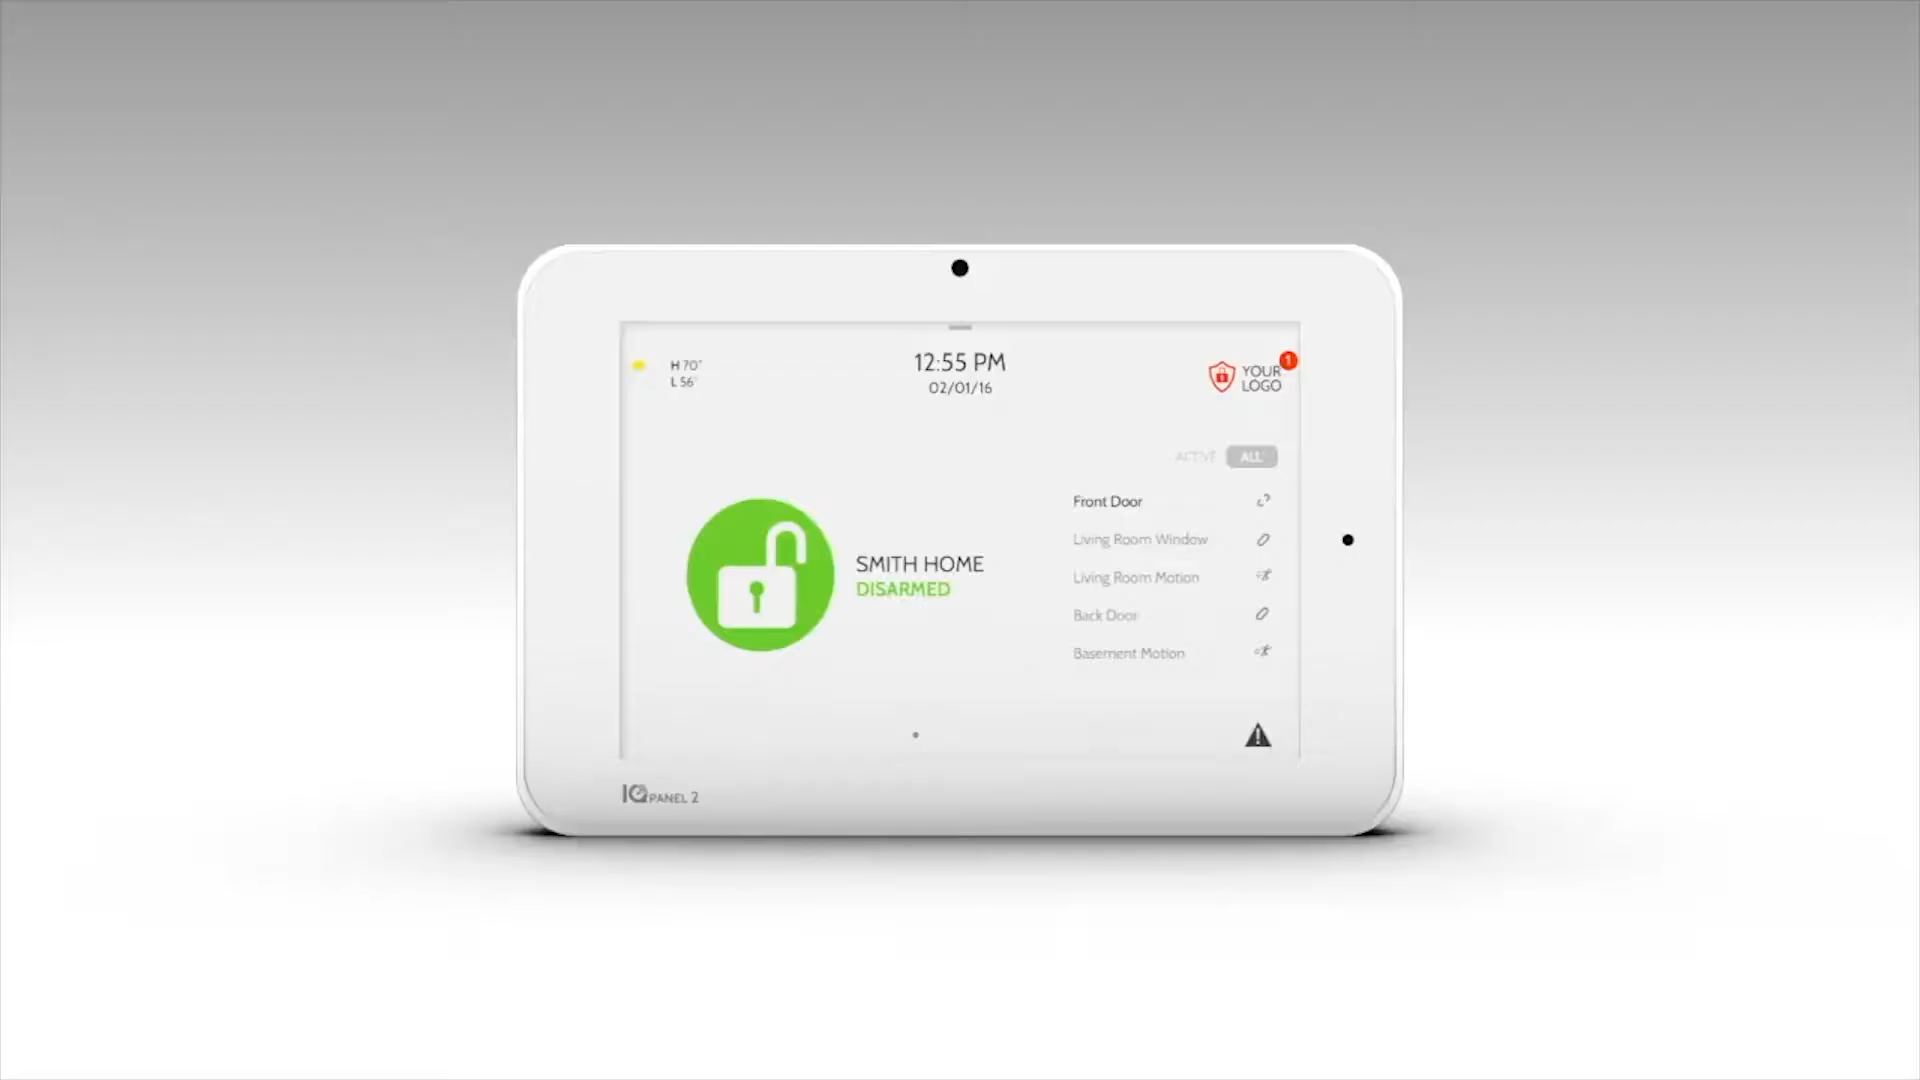 H 70°
L 56°
12:55 PM
02/01/16
1
YOUR
LOGO
ACTIVE
ALL
Front Door
Living Room Window
Living Room Motion
Back Door
Basement Motion
SMITH HOME
DISARMED
IQ PANEL 2